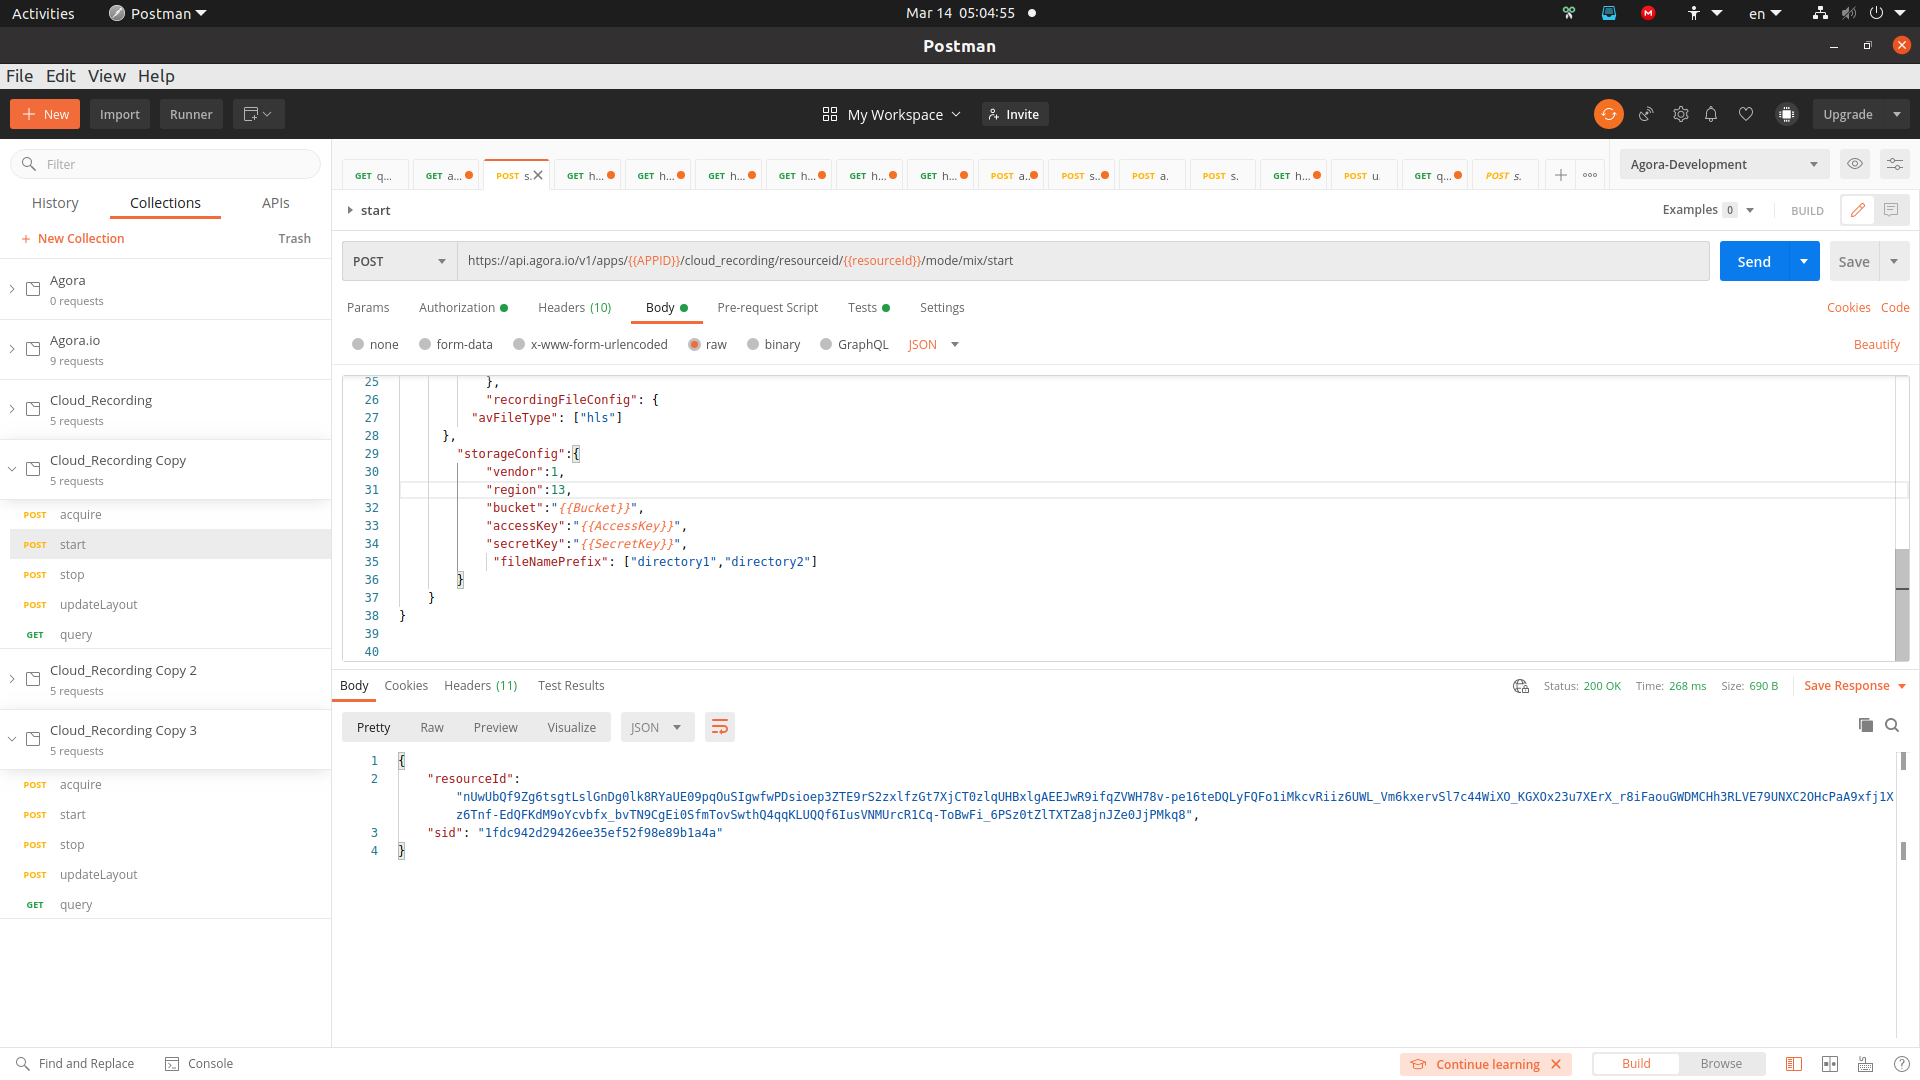 Activities
Postman
Mar 14 05:04:55
en
Postman
File Edit View Help
New
Import
Runner
My Workspace
Invite
Upgrade
Filter
History
Collections
APIs
New Collection
Trash
Agora
0 requests
Agora.io
9 requests
Cloud_Recording
5 requests
Cloud_Recording Copy
5 requests
POST acquire
POST start
POST stop
POST updateLayout
GET query
Cloud_Recording Copy 2
5 requests
Cloud_Recording Copy 3
5 requests
POST acquire
POST start
POST stop
POST updateLayout
GET query
GET q...
GET a...
POST s.
GET h...
GET h...
GET h...
GET h...
GET h...
GET h...
POST a..
POST s..
POST a.
POST s.
GET h...
POST u.
GET q...
POST s.
Agora-Development
start
Examples 0
BUILD
POST
https://api.agora.io/v1/apps/{{APPID}}/cloud_recording/resourceid/{{resourceId}}/mode/mix/start
Send
Save
Params Authorization Headers (10) Body Pre-request Script Tests Settings
Cookies Code
none form-data x-www-form-urlencoded raw binary GraphQL JSON
Beautify
25 },
26 "recordingFileConfig": {
27 "avFileType": ["hls"]
28 },
29 "storageConfig":{
30 "vendor":1,
31 "region":13,
32 "bucket":"{{Bucket}}",
33 "accessKey":"{{AccessKey}}",
34 "secretKey":"{{SecretKey}}",
35 "fileNamePrefix": ["directory1","directory2"]
36 }
37 }
38 }
39
40
Body Cookies Headers (11) Test Results
Status: 200 OK Time: 268 ms Size: 690 B
Save Response
Pretty Raw Preview Visualize JSON
1 {
2 "resourceId":
"nUwUbQf9Zg6tsgtLslGnDg0lk8RYaUE09pqOuSIgwfwPDsioep3ZTE9rS2zxlfzGt7XjCT0zlqUHBxlgAEEJwR9ifqZVWH78v-pe16teDQLyFQFo1iMkcvRiiz6UWL_Vm6kxervSl7c44WiXO_KGXOx23u7XErX_r8iFaouGWDMCHh3RLVE79UNXC2OHcPaA9xfj1X
z6Tnf-EdQFKdM9oYcvbfx_bvTN9CgEi0SfmTovSwthQ4qqKLUQQf6IusVNMUrcR1Cq-ToBwFi_6PSz0tZlTXTZa8jnJZe0JjPMkq8",
3 "sid": "1fdc942d29426ee35ef52f98e89b1a4a"
4 }
Find and Replace
Console
Continue learning
Build
Browse